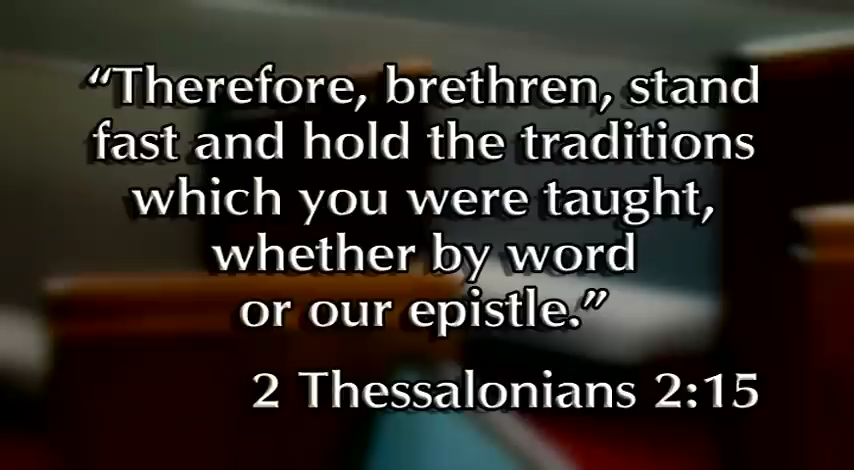 “Therefore, brethren, stand
fast and hold the traditions
which you were taught,
whether by word
or our epistle.”
2 Thessalonians 2:15